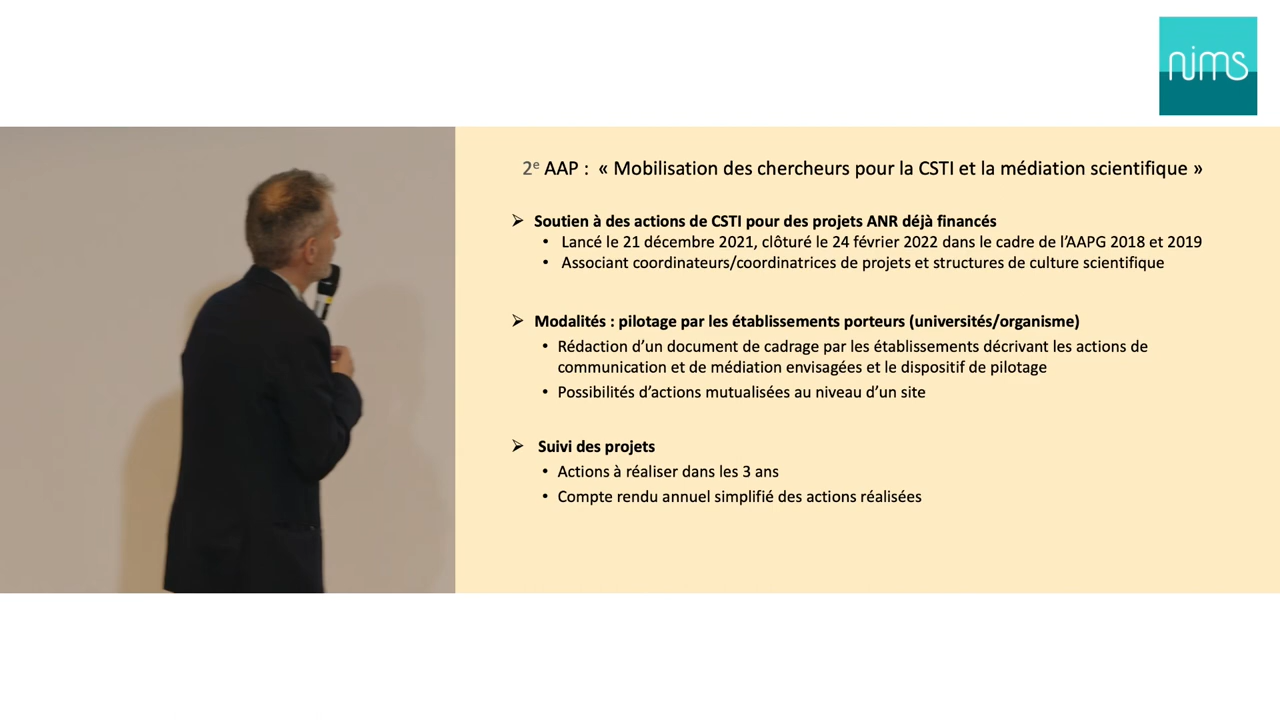 nims
2e AAP : « Mobilisation des chercheurs pour la CSTI et la médiation scientifique »
➢ Soutien à des actions de CSTI pour des projets ANR déjà financés
• Lancé le 21 décembre 2021, clôturé le 24 février 2022 dans le cadre de l’AAPG 2018 et 2019
• Associant coordinateurs/coordinatrices de projets et structures de culture scientifique
➢ Modalités : pilotage par les établissements porteurs (universités/organisme)
• Rédaction d’un document de cadrage par les établissements décrivant les actions de
communication et de médiation envisagées et le dispositif de pilotage
• Possibilités d’actions mutualisées au niveau d’un site
➢ Suivi des projets
• Actions à réaliser dans les 3 ans
• Compte rendu annuel simplifié des actions réalisées